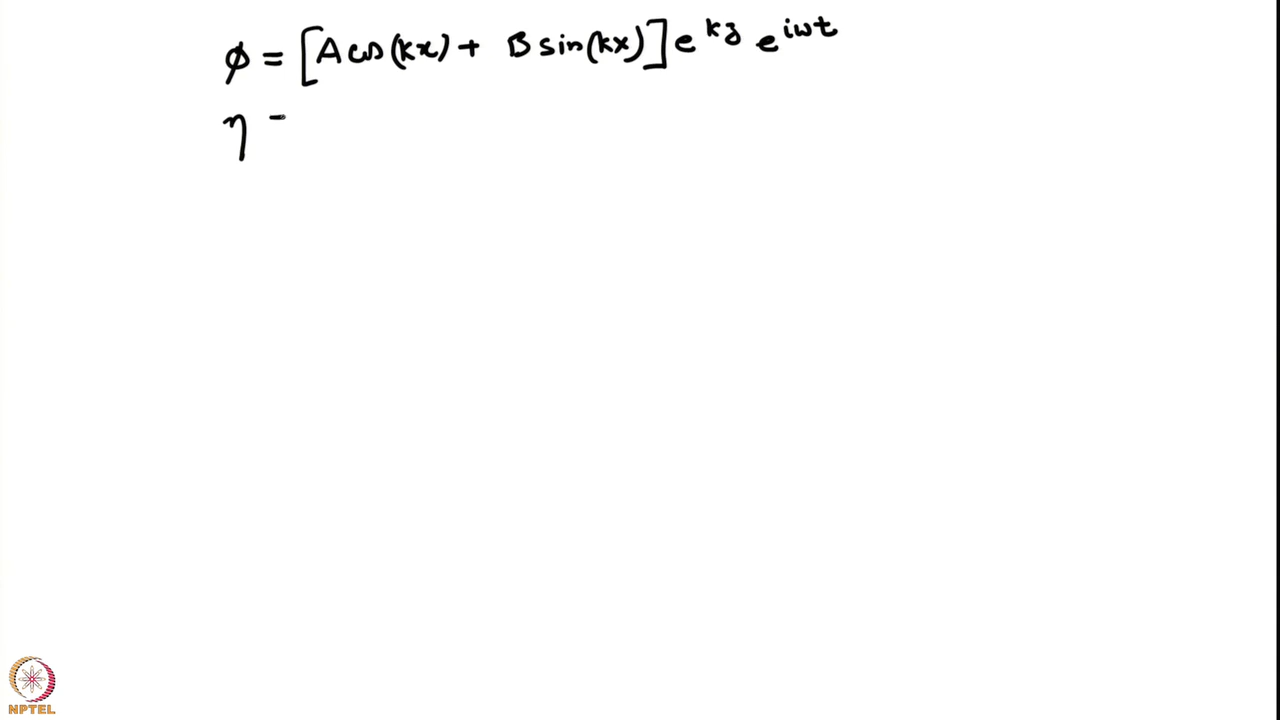 ϕ = [A cos(kx) + B sin(kx)] e^{kz} e^{iωt}
η -
NPTEL